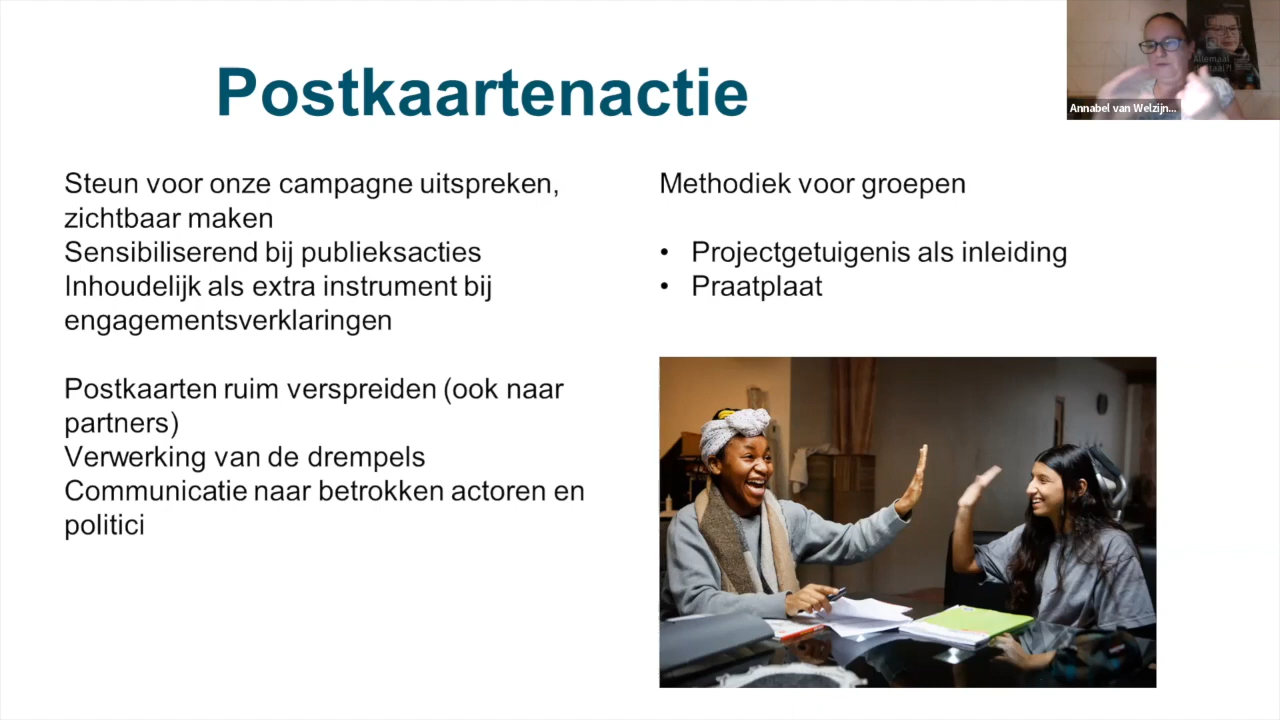 Postkaartenactie
Annabel van Welzijn...
Allemaal
Steun voor onze campagne uitspreken,
zichtbaar maken
Sensibiliserend bij publieksacties
Inhoudelijk als extra instrument bij
engagementsverklaringen
Postkaarten ruim verspreiden (ook naar
partners)
Verwerking van de drempels
Communicatie naar betrokken actoren en
politici
Methodiek voor groepen
• Projectgetuigenis als inleiding
• Praatplaat